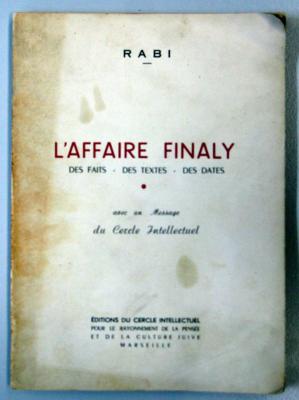 RABI
L'AFFAIRE FINALY
DES FAITS - DES TEXTES - DES DATES
avec un Message
du Cercle Intellectuel
ÉDITIONS DU CERCLE INTELLECTUEL
POUR LE RAYONNEMENT DE LA PENSÉE
ET DE LA CULTURE JUIVE
MARSEILLE